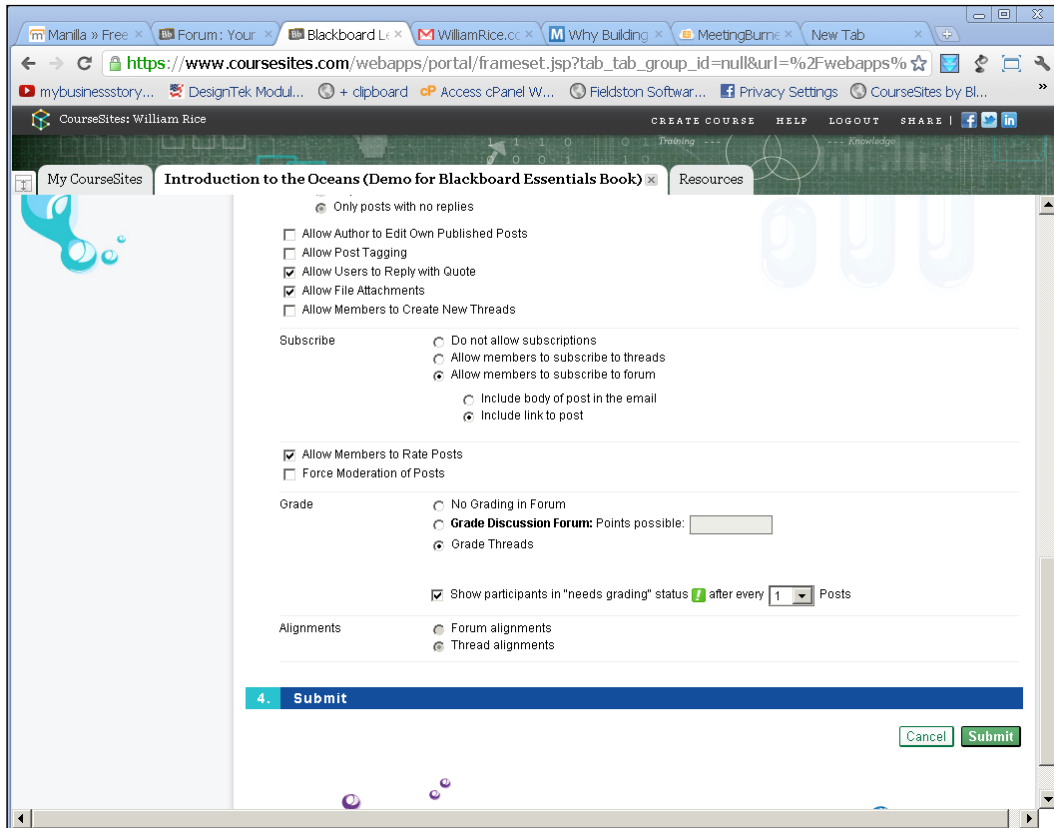 Manilla » Free
Forum: Your
Blackboard Le
WilliamRice.cc
Why Building
MeetingBurne
New Tab
https://www.coursesites.com/webapps/portal/frameset.jsp?tab_tab_group_id=null&url=%2Fwebapps%
mybusinessstory... DesignTek Modul... + clipboard cP Access cPanel W... Fieldston Softwar... Privacy Settings CourseSites by Bl... »
CourseSites: William Rice CREATE COURSE HELP LOGOUT SHARE |
Training --- --- Knowledge
My CourseSites Introduction to the Oceans (Demo for Blackboard Essentials Book) Resources
Only posts with no replies
Allow Author to Edit Own Published Posts
Allow Post Tagging
Allow Users to Reply with Quote
Allow File Attachments
Allow Members to Create New Threads
Subscribe Do not allow subscriptions
Allow members to subscribe to threads
Allow members to subscribe to forum
Include body of post in the email
Include link to post
Allow Members to Rate Posts
Force Moderation of Posts
Grade No Grading in Forum
Grade Discussion Forum: Points possible:
Grade Threads
Show participants in "needs grading" status ! after every 1 Posts
Alignments Forum alignments
Thread alignments
4. Submit
Cancel Submit